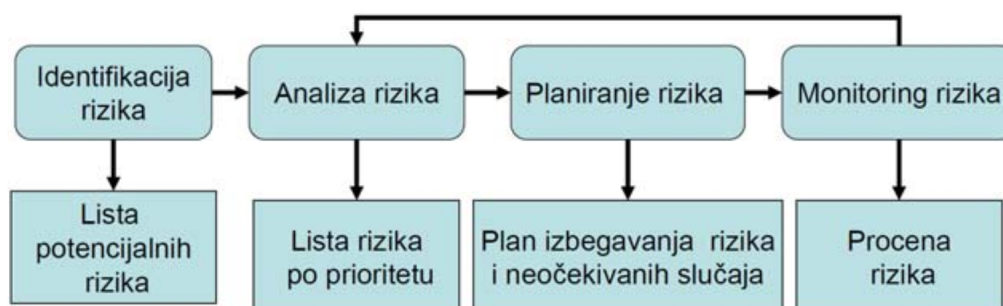 Identifikacija
rizika
Analiza rizika
Planiranje rizika
Monitoring rizika
Lista
potencijalnih
rizika
Lista rizika
po prioritetu
Plan izbegavanja rizika
i neočekivanih slučaja
Procena
rizika